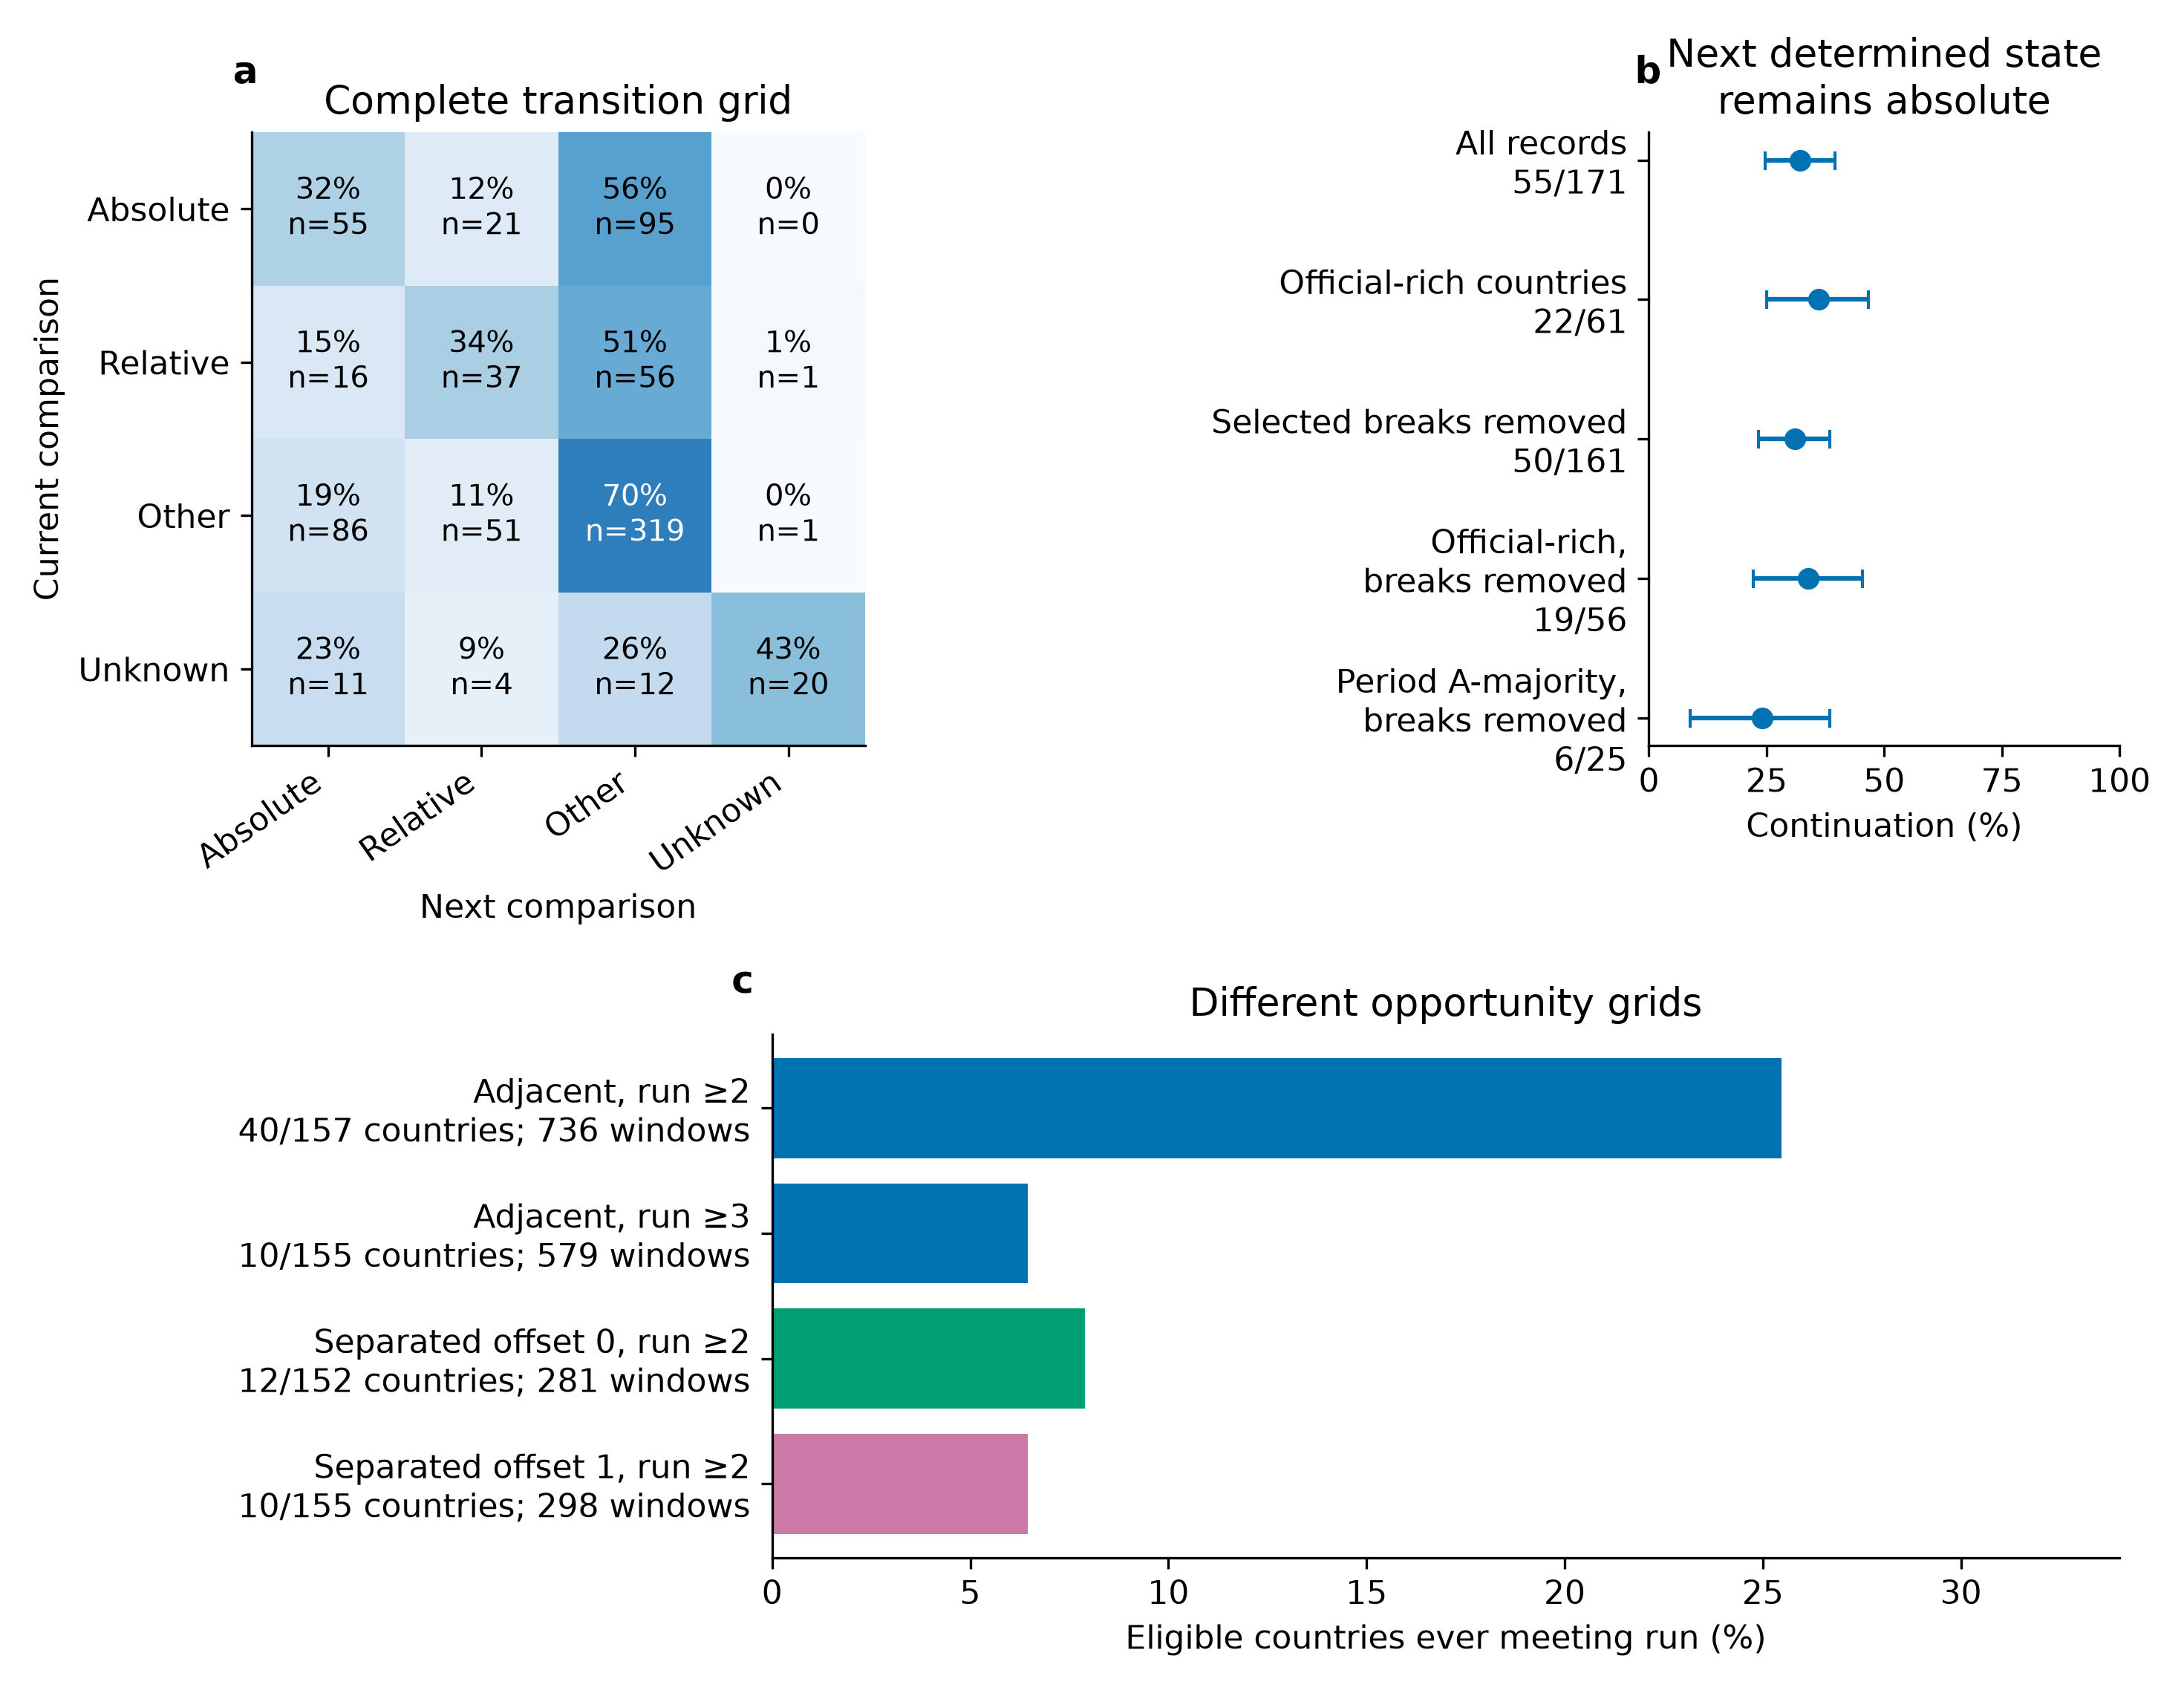 a
Complete transition grid
Current comparison
Absolute
32%
n=55
12%
n=21
56%
n=95
0%
n=0
Relative
15%
n=16
34%
n=37
51%
n=56
1%
n=1
Other
19%
n=86
11%
n=51
70%
n=319
0%
n=1
Unknown
23%
n=11
9%
n=4
26%
n=12
43%
n=20
Absolute
Relative
Other
Unknown
Next comparison
b
Next determined state
remains absolute
All records
55/171
Official-rich countries
22/61
Selected breaks removed
50/161
Official-rich,
breaks removed
19/56
Period A-majority,
breaks removed
6/25
0 25 50 75 100
Continuation (%)
c
Different opportunity grids
Adjacent, run ≥2
40/157 countries; 736 windows
Adjacent, run ≥3
10/155 countries; 579 windows
Separated offset 0, run ≥2
12/152 countries; 281 windows
Separated offset 1, run ≥2
10/155 countries; 298 windows
0 5 10 15 20 25 30
Eligible countries ever meeting run (%)